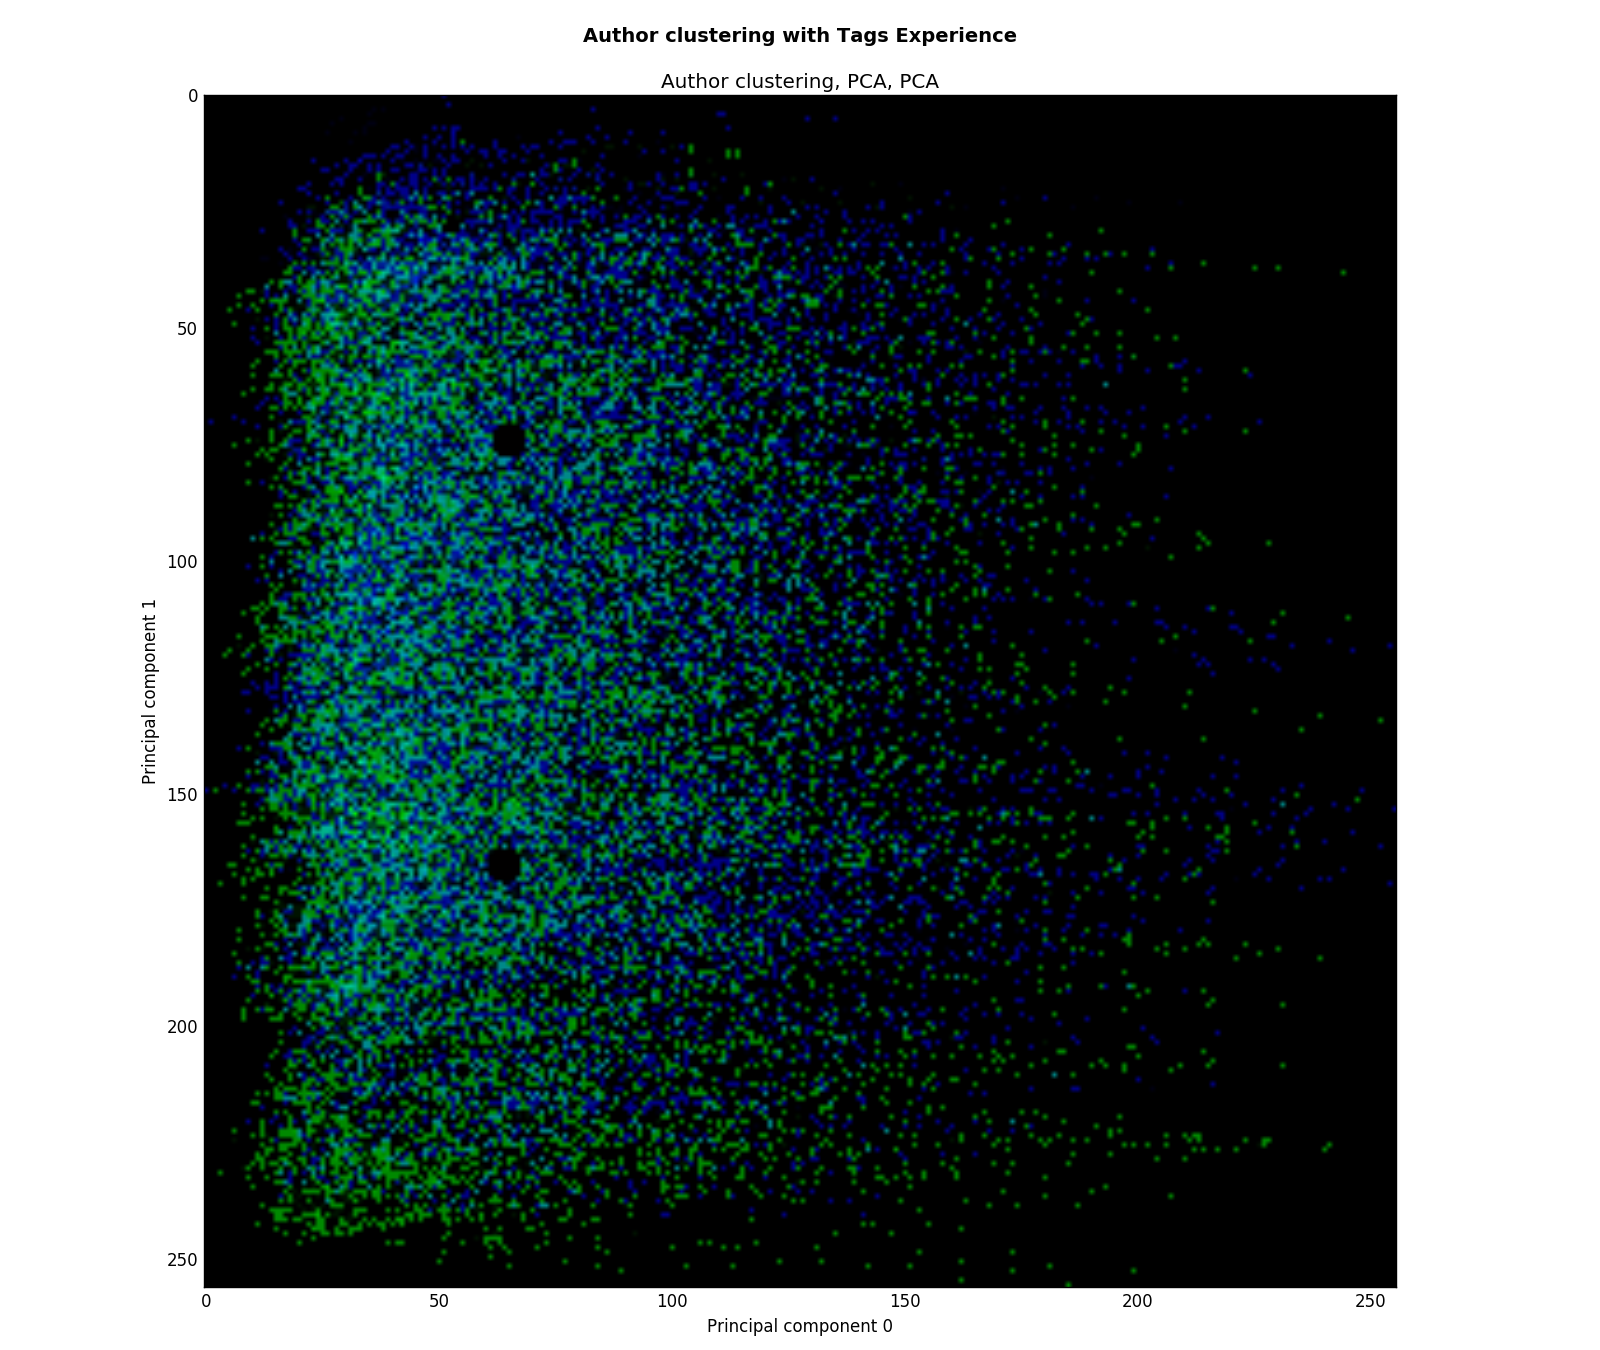 Author clustering with Tags Experience
Author clustering, PCA, PCA
0
50
100
150
200
250
Principal component 1
0 50 100 150 200 250
Principal component 0